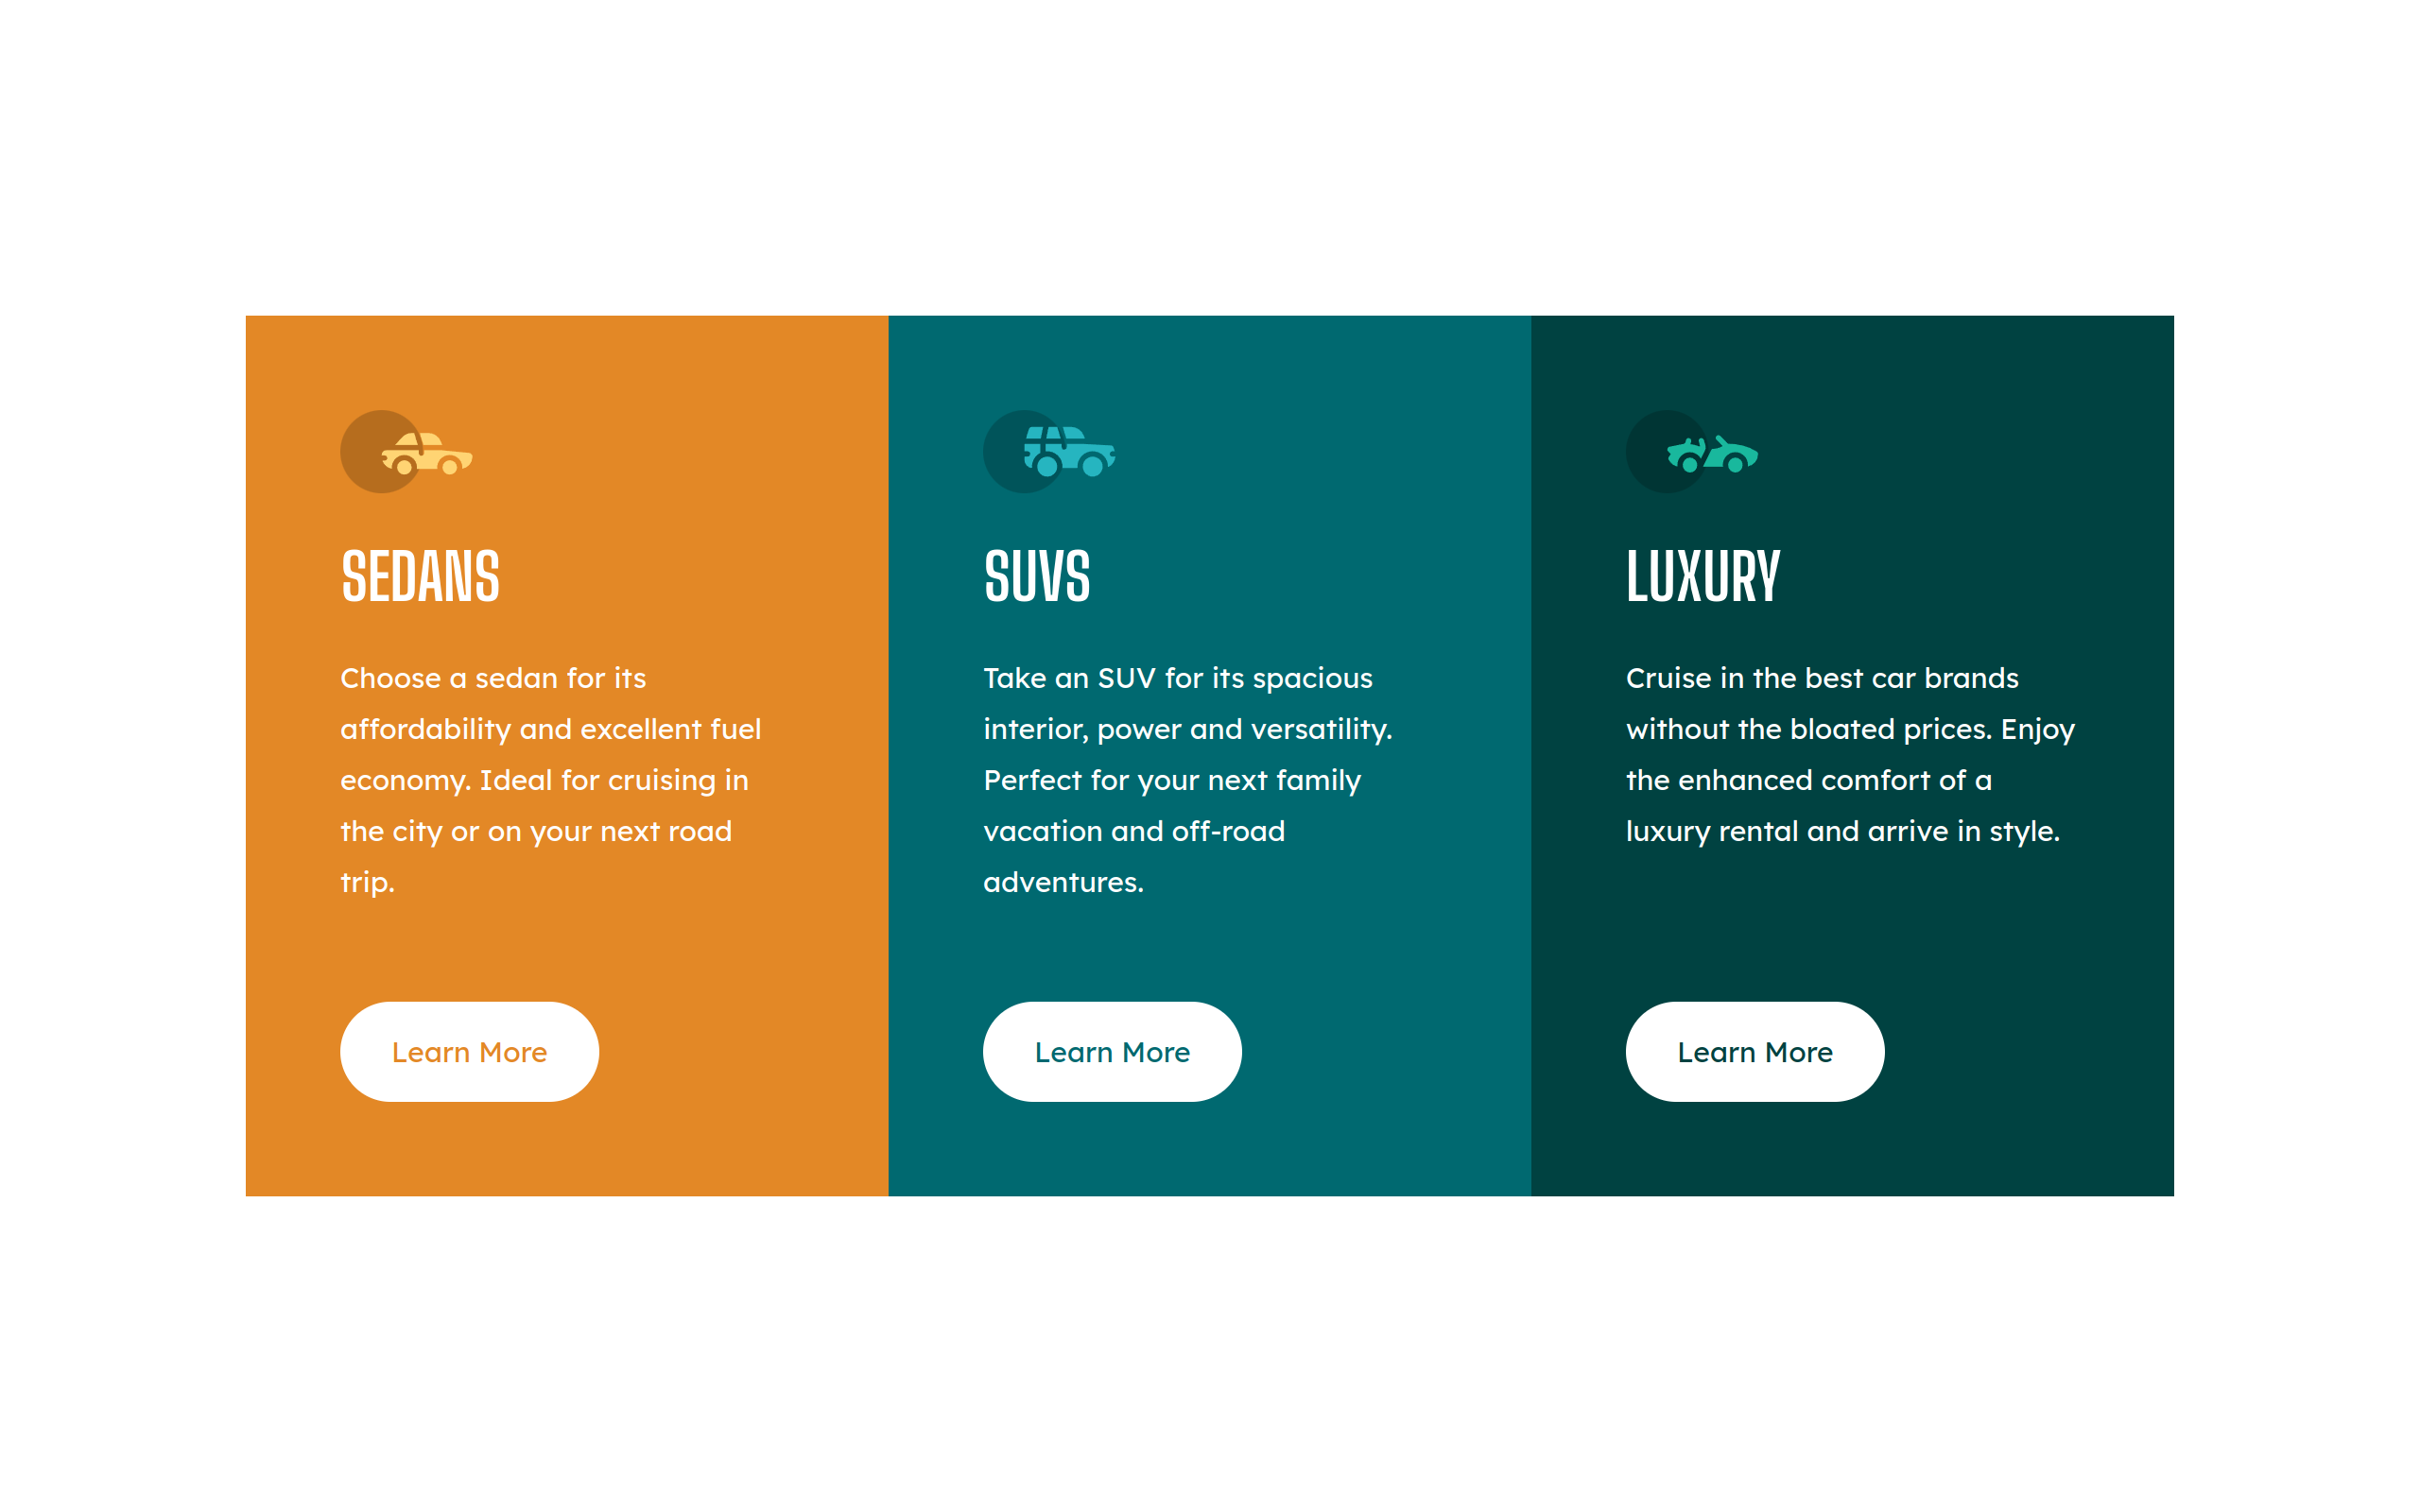 SEDANS
Choose a sedan for its
affordability and excellent fuel
economy. Ideal for cruising in
the city or on your next road
trip.
Learn More
SUVS
Take an SUV for its spacious
interior, power and versatility.
Perfect for your next family
vacation and off-road
adventures.
Learn More
LUXURY
Cruise in the best car brands
without the bloated prices. Enjoy
the enhanced comfort of a
luxury rental and arrive in style.
Learn More